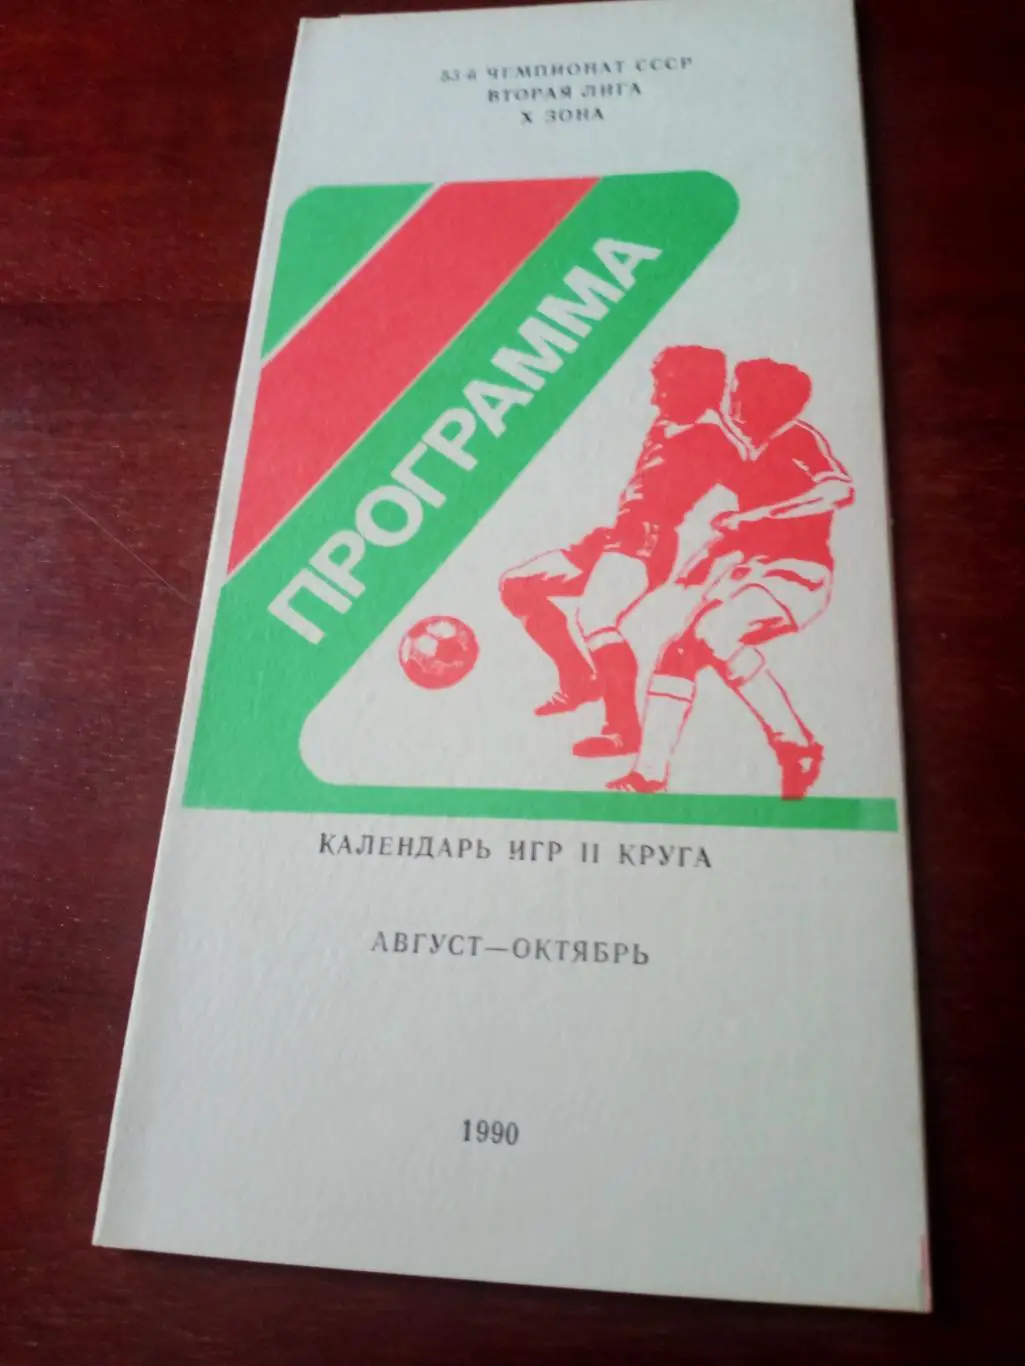 53-й ЧЕМПИОНАТ СССР
ВТОРАЯ ЛИГА
X ЗОНА
ПРОГРАММА
КАЛЕНДАРЬ ИГР II КРУГА
АВГУСТ—ОКТЯБРЬ
1990